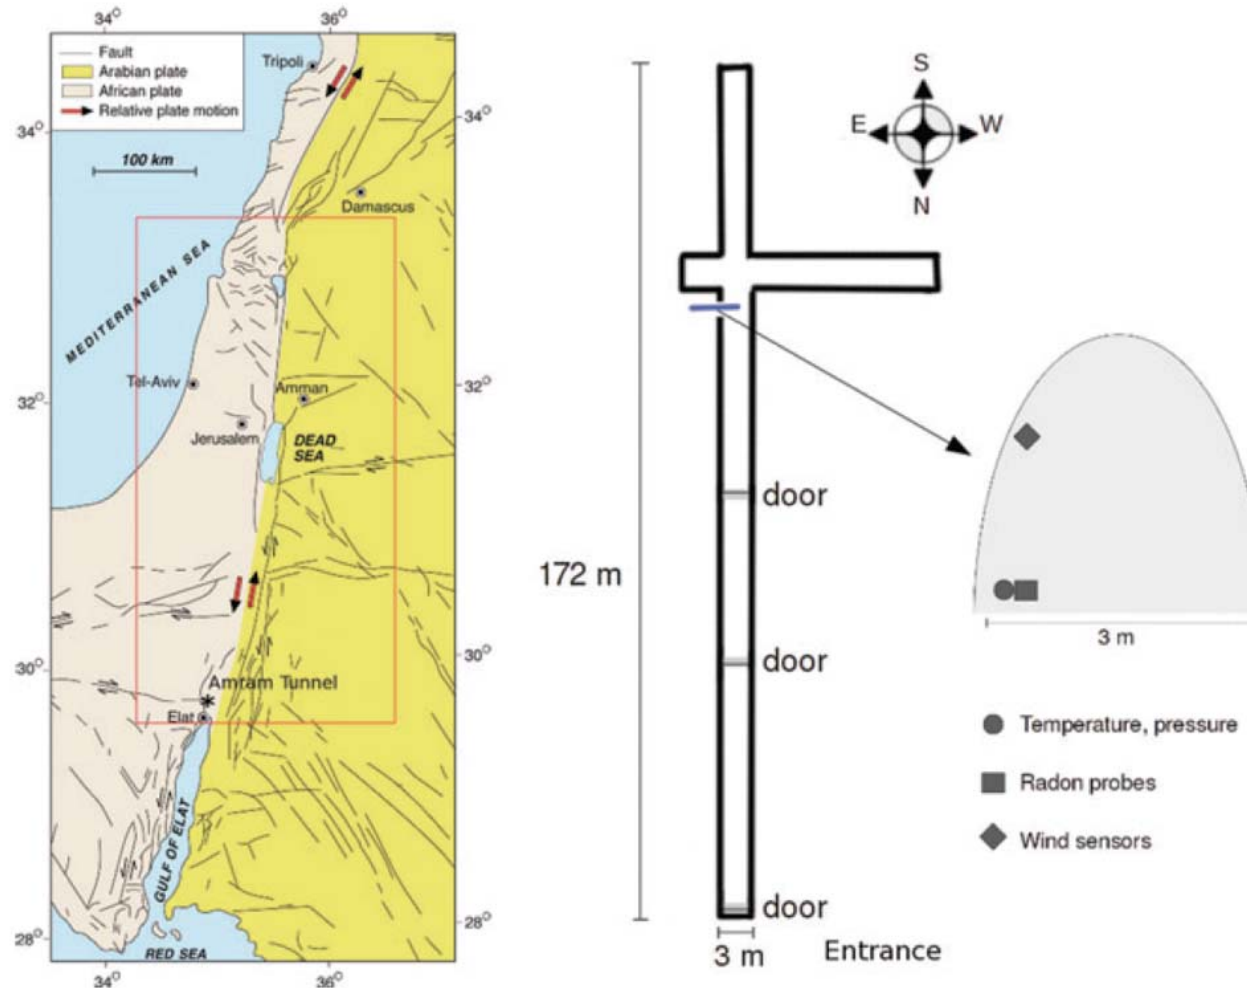 34°
36°
Fault
Arabian plate
African plate
Relative plate motion
100 km
Tripoli
34°
34°
Damascus
MEDITERRANEAN SEA
Tel-Aviv
Amman
32°
32°
Jerusalem
DEAD
SEA
30°
30°
Amram Tunnel
Elat
GULF OF ELAT
28°
28°
RED SEA
34°
36°
S
E
W
N
door
172 m
door
door
3 m
Entrance
3 m
Temperature, pressure
Radon probes
Wind sensors